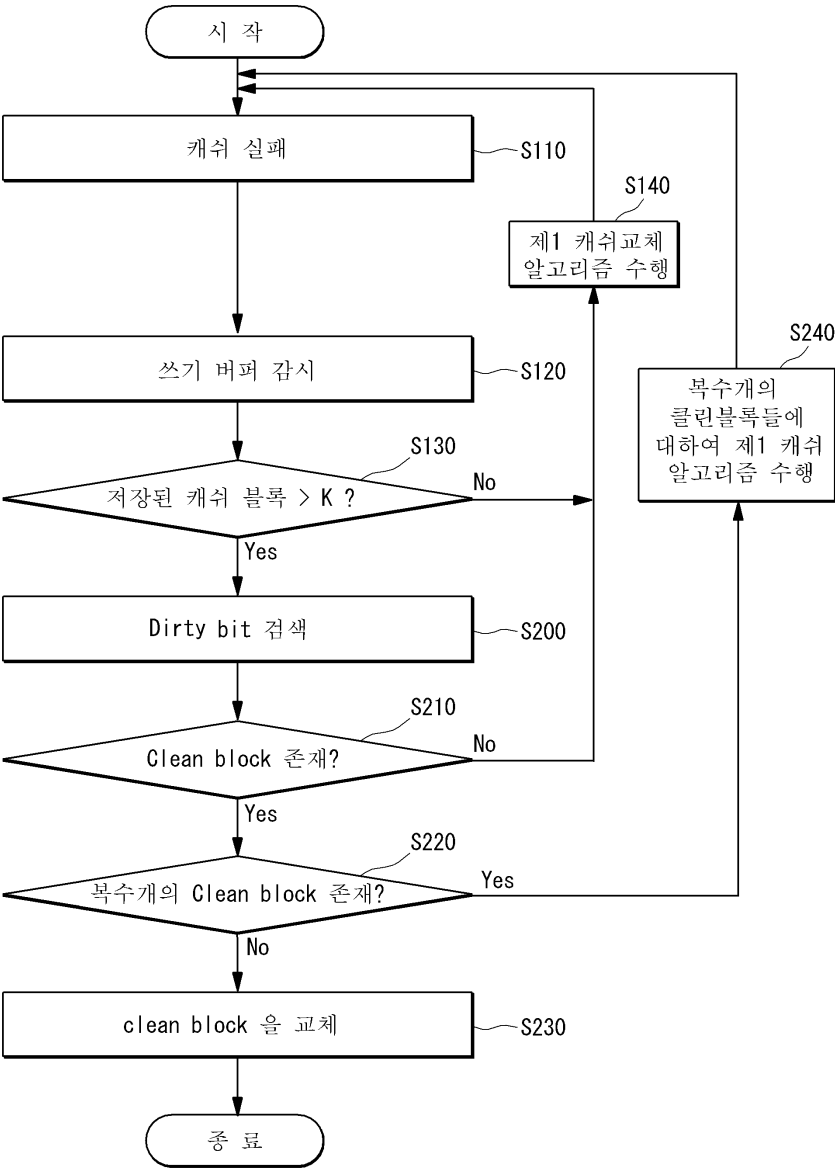 시 작
캐쉬 실패
S110
S140
제1 캐쉬교체
알고리즘 수행
쓰기 버퍼 감시
S120
S240
복수개의
클린블록들에
대하여 제1 캐쉬
알고리즘 수행
S130
저장된 캐쉬 블록 > K ?
No
Yes
Dirty bit 검색
S200
S210
Clean block 존재?
No
Yes
S220
복수개의 Clean block 존재?
Yes
No
clean block 을 교체
S230
종 료